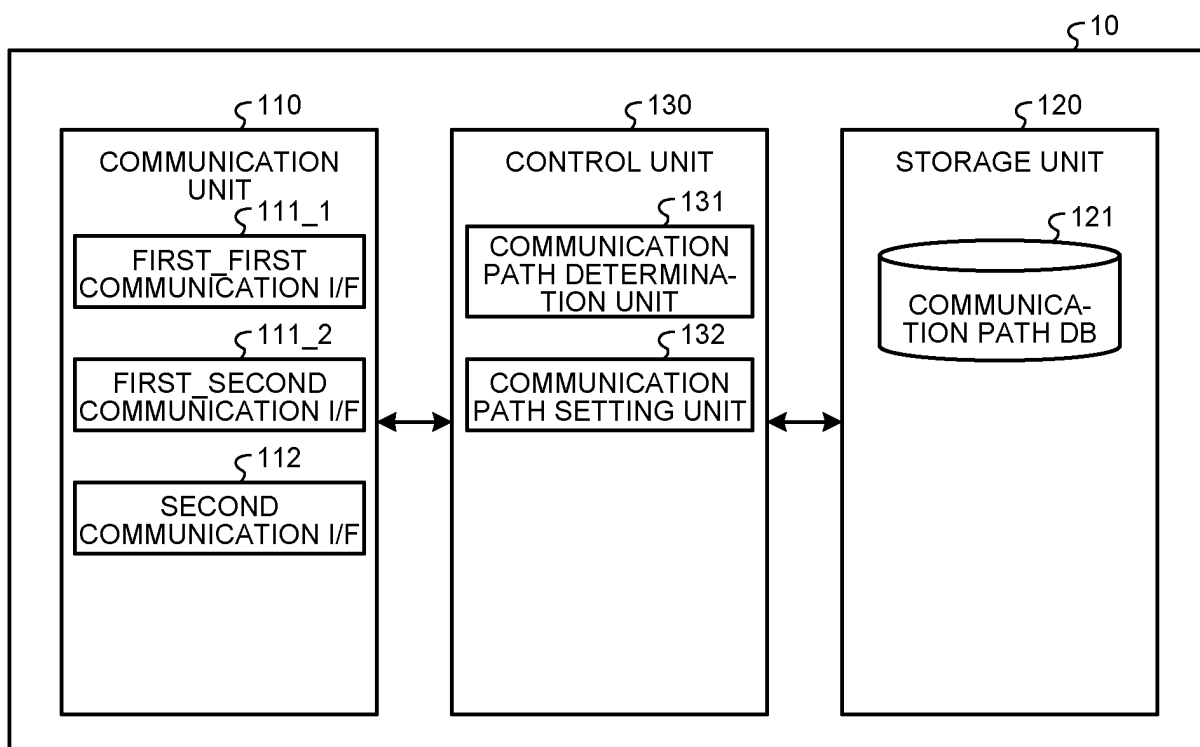 10
110
COMMUNICATION
UNIT
111_1
FIRST_FIRST
COMMUNICATION I/F
111_2
FIRST_SECOND
COMMUNICATION I/F
112
SECOND
COMMUNICATION I/F
130
CONTROL UNIT
131
COMMUNICATION
PATH DETERMINA-
TION UNIT
132
COMMUNICATION
PATH SETTING UNIT
120
STORAGE UNIT
121
COMMUNICA-
TION PATH DB